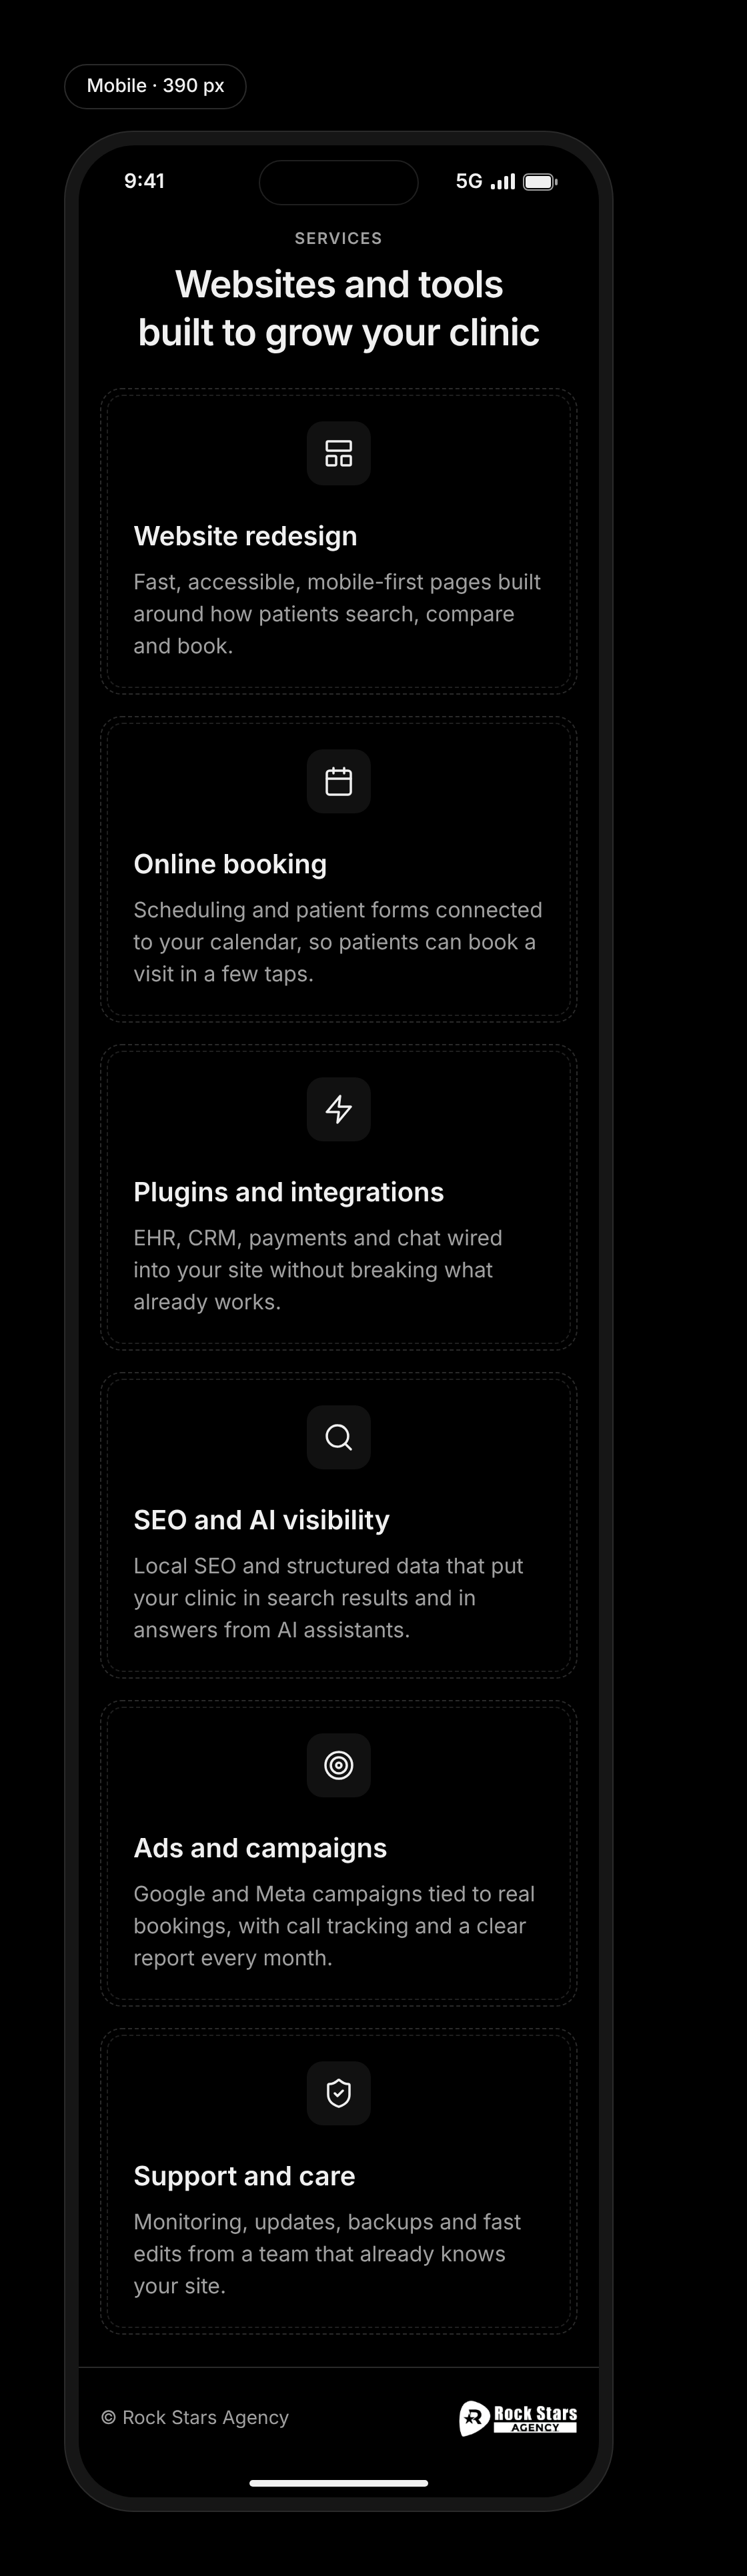 Mobile · 390 px
9:41
5G
SERVICES
Websites and tools
built to grow your clinic
Website redesign
Fast, accessible, mobile-first pages built
around how patients search, compare
and book.
Online booking
Scheduling and patient forms connected
to your calendar, so patients can book a
visit in a few taps.
Plugins and integrations
EHR, CRM, payments and chat wired
into your site without breaking what
already works.
SEO and AI visibility
Local SEO and structured data that put
your clinic in search results and in
answers from AI assistants.
Ads and campaigns
Google and Meta campaigns tied to real
bookings, with call tracking and a clear
report every month.
Support and care
Monitoring, updates, backups and fast
edits from a team that already knows
your site.
© Rock Stars Agency
R
Rock Stars
AGENCY